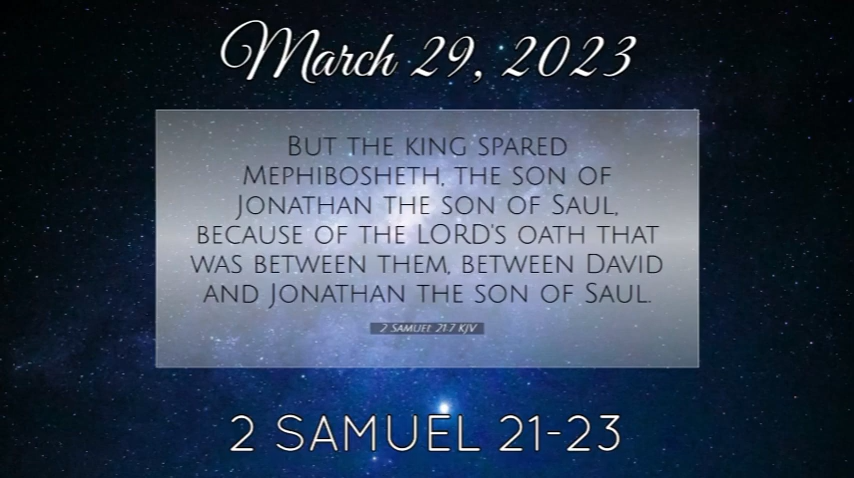 March 29, 2023
But the king spared
Mephibosheth, the son of
Jonathan the son of Saul,
because of the LORD's oath that
was between them, between David
and Jonathan the son of Saul.
2 Samuel 21:7 KJV
2 SAMUEL 21-23